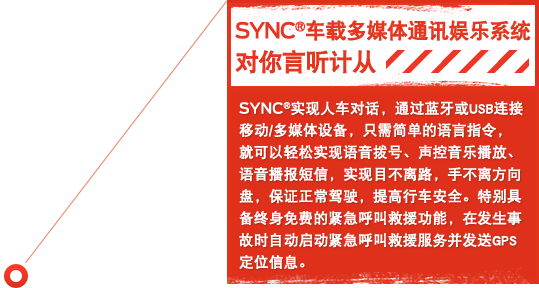 SYNC®车载多媒体通讯娱乐系统
对你言听计从
SYNC®实现人车对话，通过蓝牙或USB连接
移动/多媒体设备，只需简单的语言指令，
就可以轻松实现语音拨号、声控音乐播放、
语音播报短信，实现目不离路，手不离方向
盘，保证正常驾驶，提高行车安全。特别具
备终身免费的紧急呼叫救援功能，在发生事
故时自动启动紧急呼叫救援服务并发送GPS
定位信息。